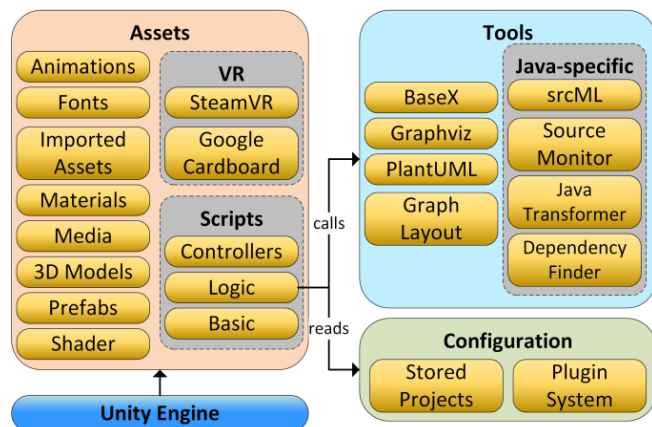 Assets
Animations
Fonts
Imported
Assets
Materials
Media
3D Models
Prefabs
Shader
VR
SteamVR
Google
Cardboard
Scripts
Controllers
Logic
Basic
Unity Engine
calls
reads
Tools
BaseX
Graphviz
PlantUML
Graph
Layout
Java-specific
srcML
Source
Monitor
Java
Transformer
Dependency
Finder
Configuration
Stored
Projects
Plugin
System